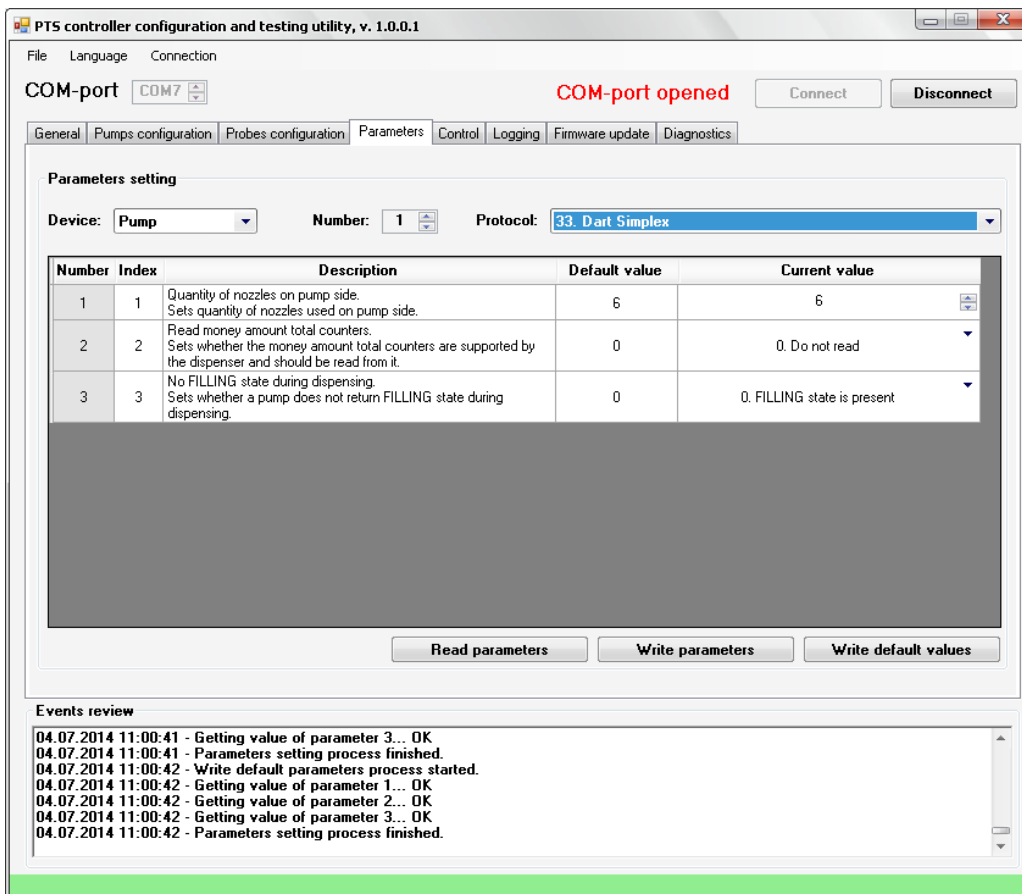 PTS controller configuration and testing utility, v. 1.0.0.1
File Language Connection
COM-port COM7 COM-port opened Connect Disconnect
General Pumps configuration Probes configuration Parameters Control Logging Firmware update Diagnostics
Parameters setting
Device: Pump Number: 1 Protocol: 33. Dart Simplex
Number Index Description Default value Current value
1 1 Quantity of nozzles on pump side. 6 6
Sets quantity of nozzles used on pump side.
Read money amount total counters.
2 2 Sets whether the money amount total counters are supported by 0 0. Do not read
the dispenser and should be read from it.
No FILLING state during dispensing.
3 3 Sets whether a pump does not return FILLING state during 0 0. FILLING state is present
dispensing.
Read parameters Write parameters Write default values
Events review
04.07.2014 11:00:41 - Getting value of parameter 3... OK
04.07.2014 11:00:41 - Parameters setting process finished.
04.07.2014 11:00:42 - Write default parameters process started.
04.07.2014 11:00:42 - Getting value of parameter 1... OK
04.07.2014 11:00:42 - Getting value of parameter 2... OK
04.07.2014 11:00:42 - Getting value of parameter 3... OK
04.07.2014 11:00:42 - Parameters setting process finished.